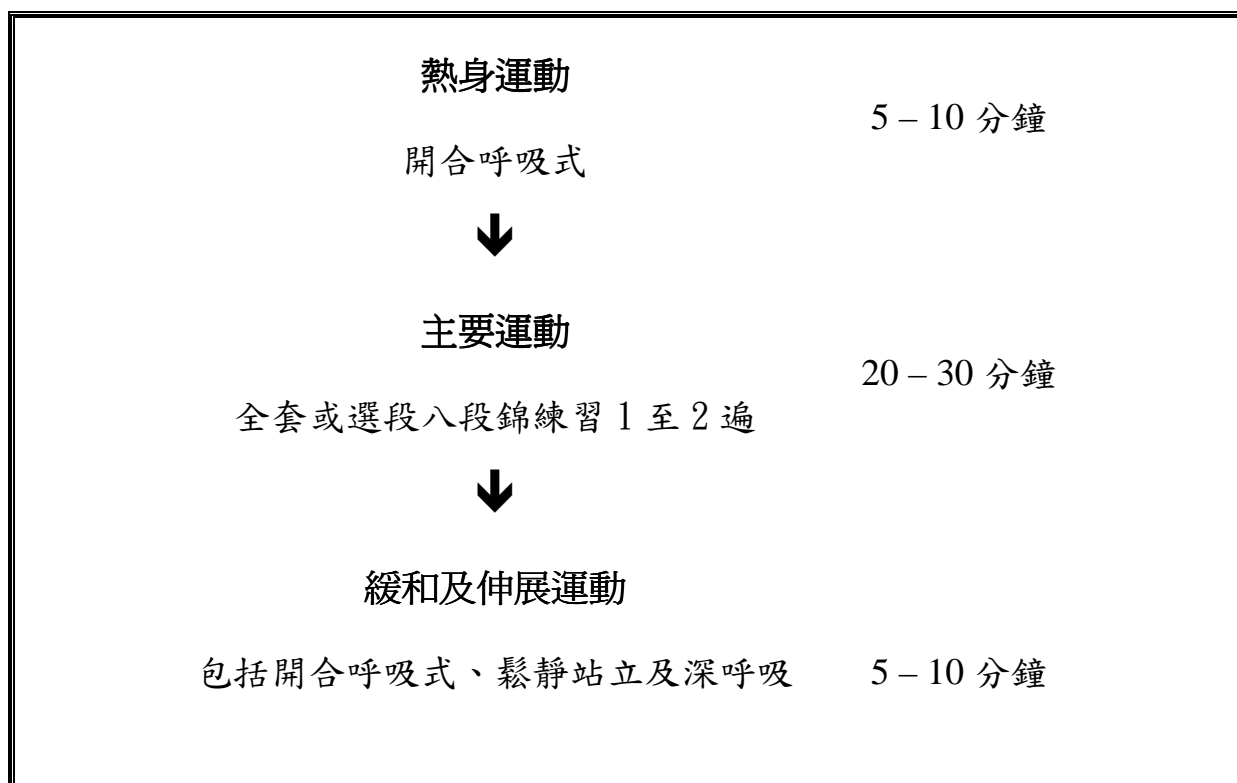 熱身運動
5 – 10 分鐘
開合呼吸式
主要運動
20 – 30 分鐘
全套或選段八段錦練習 1 至 2 遍
緩和及伸展運動
包括開合呼吸式、鬆靜站立及深呼吸 5 – 10 分鐘